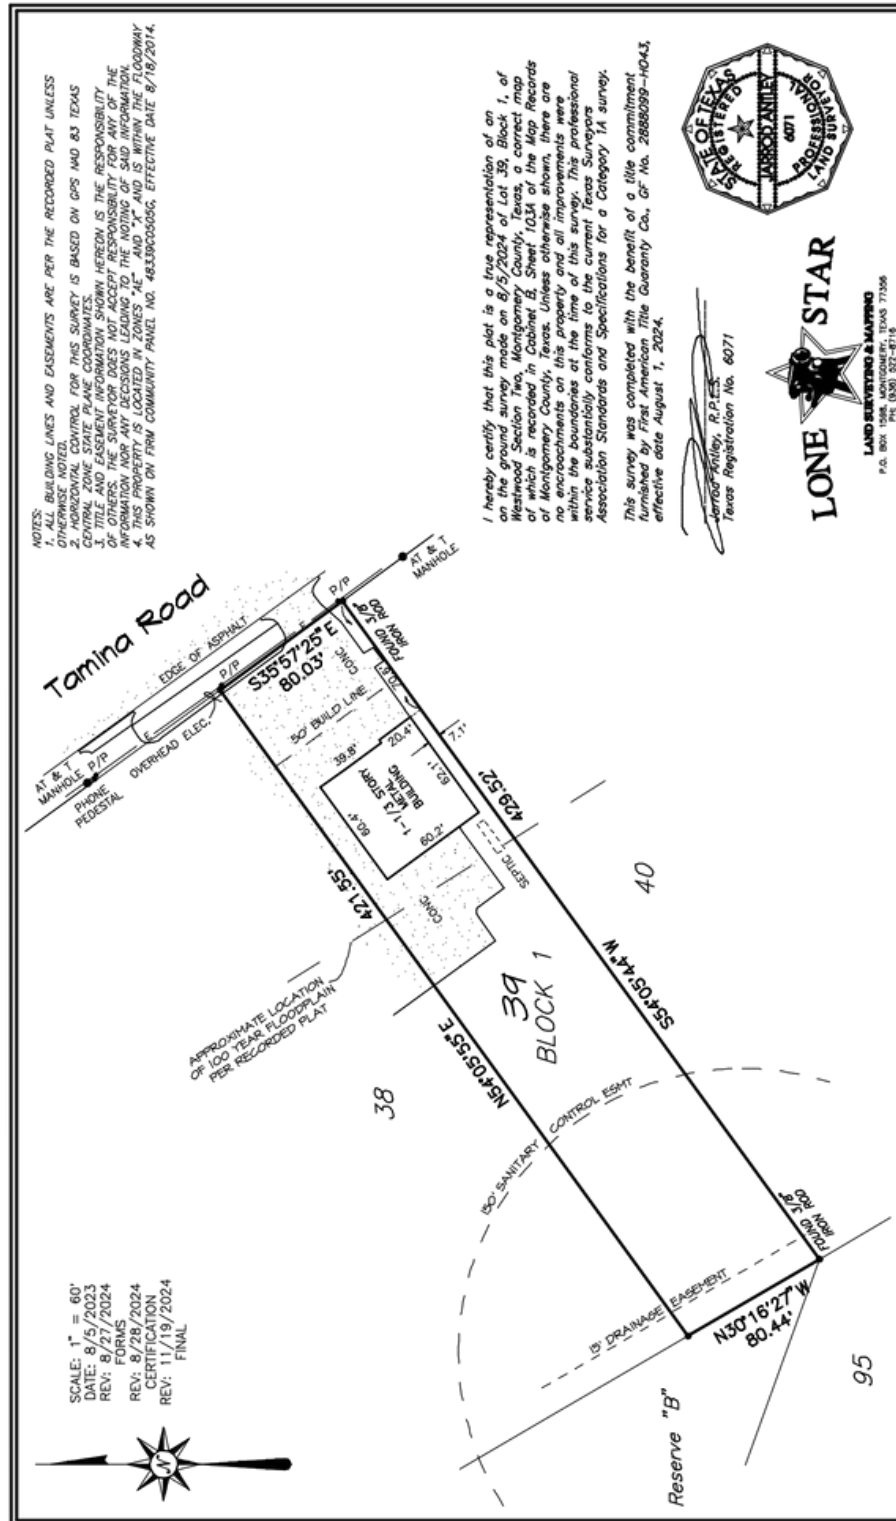 NOTES:
1. ALL BUILDING LINES AND EASEMENTS ARE PER THE RECORDED PLAT UNLESS
OTHERWISE NOTED.
2. HORIZONTAL CONTROL FOR THIS SURVEY IS BASED ON GPS NAD 83 TEXAS
CENTRAL ZONE STATE PLANE COORDINATES.
3. TITLE AND EASEMENT INFORMATION SHOWN HEREON IS THE RESPONSIBILITY
OF OTHERS. THE SURVEYOR DOES NOT ACCEPT RESPONSIBILITY FOR ANY OF THE
INFORMATION NOR ANY DECISIONS LEADING TO THE NOTING OF SAID INFORMATION.
4. THIS PROPERTY IS LOCATED IN ZONES "AE" AND "X" AND IS WITHIN THE FLOODWAY
AS SHOWN ON FIRM COMMUNITY PANEL NO. 48339C0505G, EFFECTIVE DATE 8/18/2014.
Tamina Road
EDGE OF ASPHALT
AT & T
MANHOLE
P/P
PHONE
PEDESTAL
E
OVERHEAD ELEC.
P/P
E
P/P
AT & T
MANHOLE
S35°57'25"E
80.03'
FOUND 3/8"
IRON ROD
CONC
50' BUILD LINE
70.6'
39.8'
20.4'
7.1'
1-1/3 STORY
METAL
BUILDING
62.1'
60.4'
60.2'
421.55'
429.52'
SEPTIC
CONC
APPROXIMATE LOCATION
OF 100 YEAR FLOODPLAIN
PER RECORDED PLAT
40
39
BLOCK 1
S54°05'44"W
N54°05'55"E
38
150' SANITARY CONTROL ESMT
15' DRAINAGE EASEMENT
FOUND 3/8"
IRON ROD
N30°16'27"W
80.44'
Reserve "B"
95
SCALE: 1" = 60'
DATE: 8/5/2023
REV: 8/27/2024
FORMS
REV: 8/28/2024
CERTIFICATION
REV: 11/19/2024
FINAL
N
I hereby certify that this plat is a true representation of an
on the ground survey made on 8/5/2024 of Lot 39, Block 1, of
Westwood Section Two, Montgomery County, Texas, a correct map
of which is recorded in Cabinet B, Sheet 103A of the Map Records
of Montgomery County, Texas. Unless otherwise shown, there are
no encroachments on this property and all improvements were
within the boundaries at the time of this survey. This professional
service substantially conforms to the current Texas Surveyors
Association Standards and Specifications for a Category 1A survey.
This survey was completed with the benefit of a title commitment
furnished by First American Title Guaranty Co., GF No. 2888099-HO43,
effective date August 1, 2024.
Jarrod Antley, R.P.L.S.
Texas Registration No. 6071
STATE OF TEXAS
REGISTERED
JARROD ANTLEY
6071
PROFESSIONAL
LAND SURVEYOR
LONE STAR
LAND SURVEYING & MAPPING
P.O. BOX 1598, MONTGOMERY, TEXAS 77356